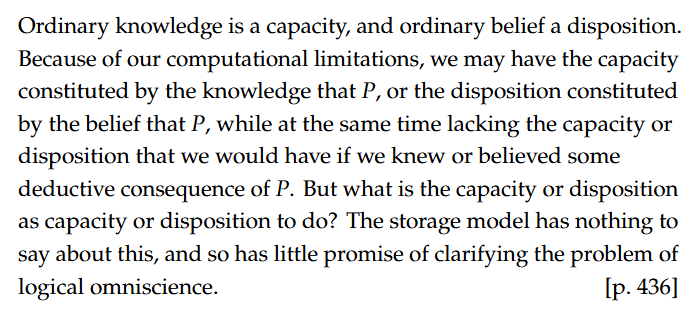 Ordinary knowledge is a capacity, and ordinary belief a disposition.
Because of our computational limitations, we may have the capacity
constituted by the knowledge that P, or the disposition constituted
by the belief that P, while at the same time lacking the capacity or
disposition that we would have if we knew or believed some
deductive consequence of P. But what is the capacity or disposition
as capacity or disposition to do? The storage model has nothing to
say about this, and so has little promise of clarifying the problem of
logical omniscience. [p. 436]